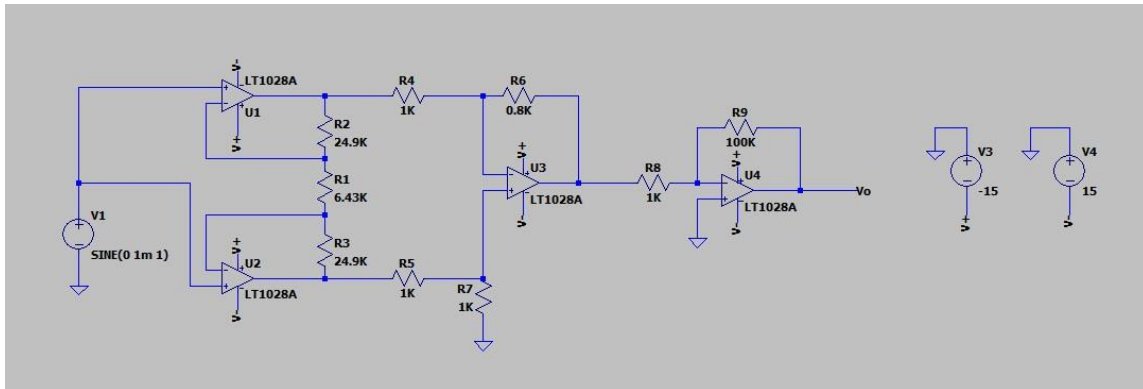 V-
LT1028A
U1
V+
R2
24.9K
R1
6.43K
R3
24.9K
V1
SINE(0 1m 1)
V+
U2
LT1028A
V-
R4
1K
R5
1K
R6
0.8K
V+
U3
LT1028A
V-
R7
1K
R8
1K
R9
100K
V+
U4
LT1028A
V-
Vo
V3
-15
V+
V4
15
V-